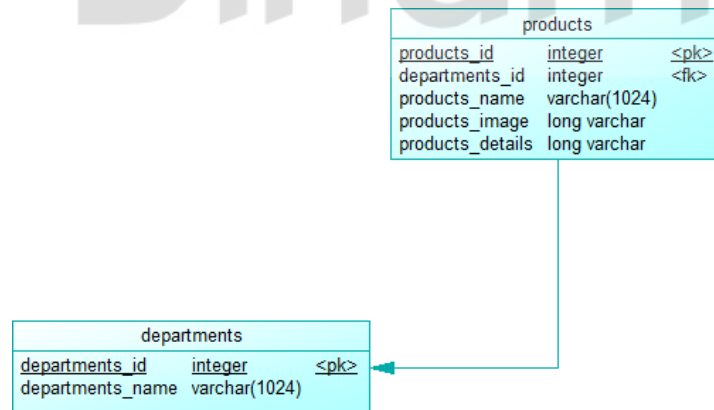 products
products_id integer <pk>
departments_id integer <fk>
products_name varchar(1024)
products_image long varchar
products_details long varchar
departments
departments_id integer <pk>
departments_name varchar(1024)